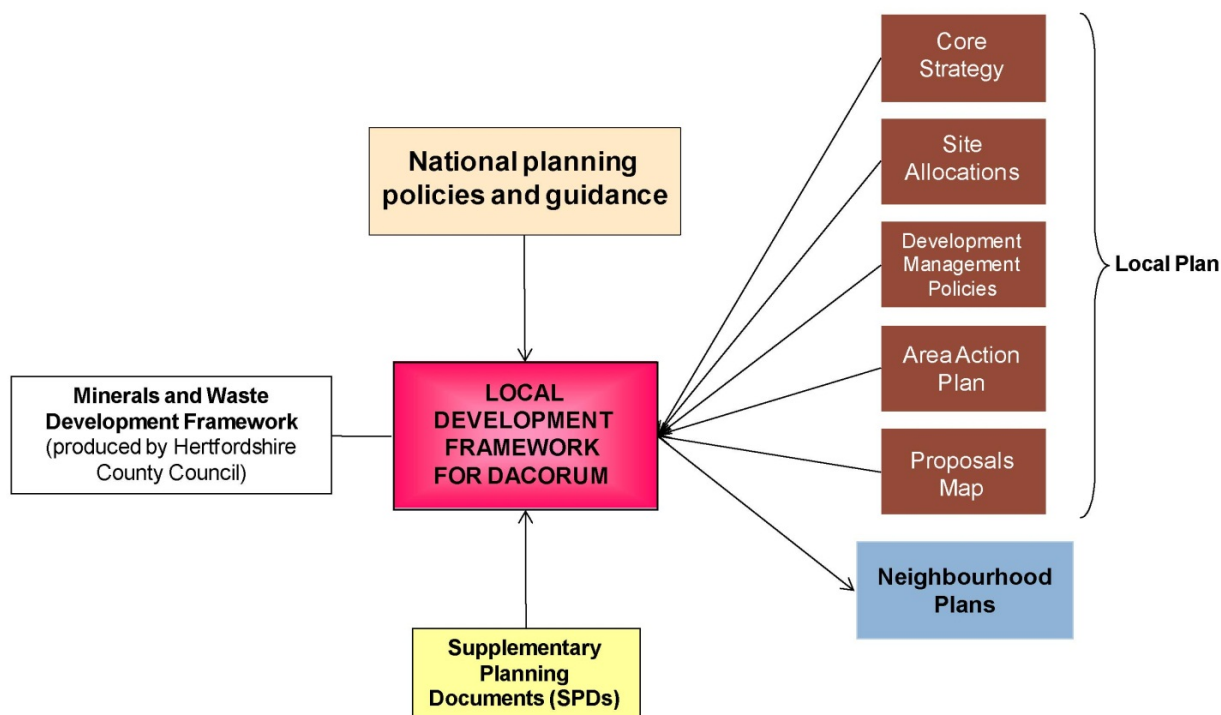 Core
Strategy
Site
Allocations
Development
Management
Policies
Area Action
Plan
Proposals
Map
Local Plan
National planning
policies and guidance
Minerals and Waste
Development Framework
(produced by Hertfordshire
County Council)
LOCAL
DEVELOPMENT
FRAMEWORK
FOR DACORUM
Neighbourhood
Plans
Supplementary
Planning
Documents (SPDs)